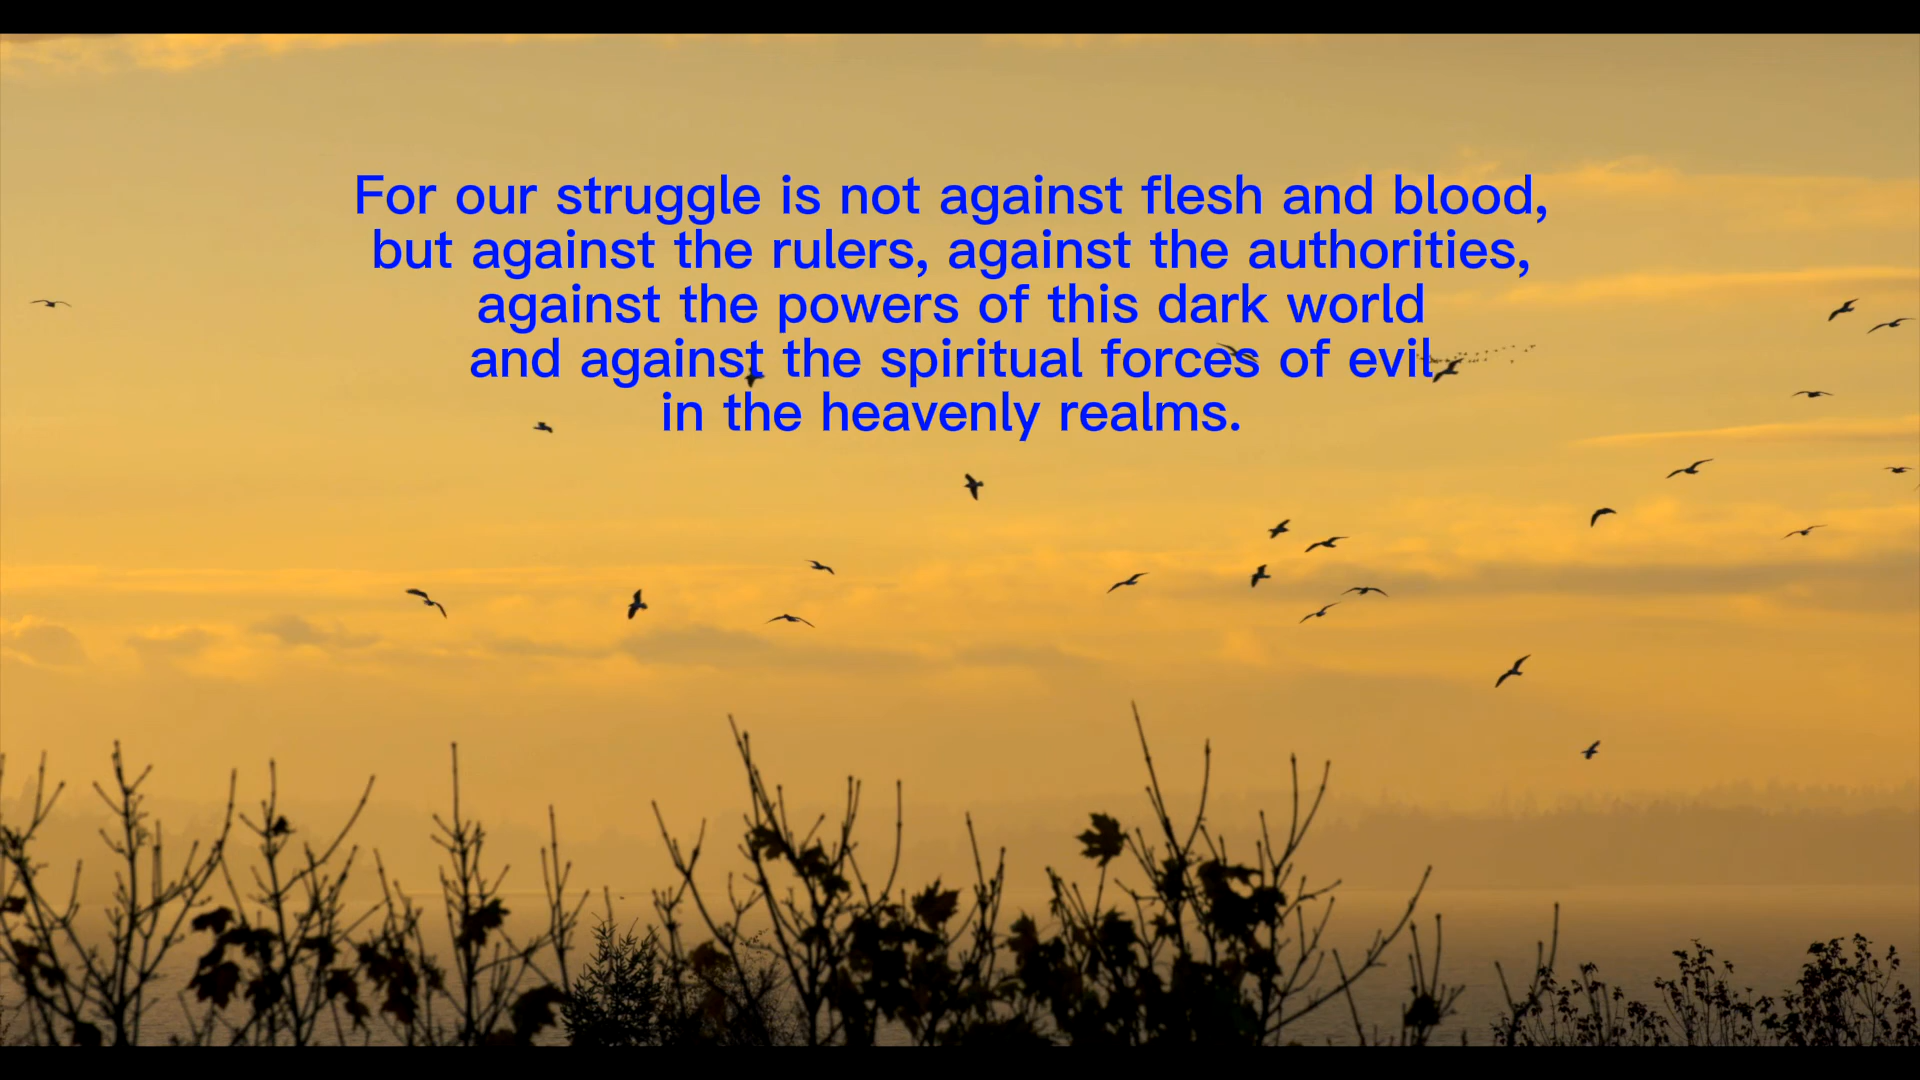 For our struggle is not against flesh and blood,
but against the rulers, against the authorities,
against the powers of this dark world
and against the spiritual forces of evil
in the heavenly realms.